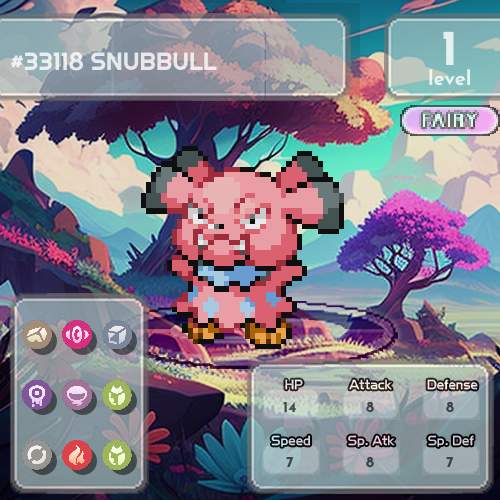 #33118 SNUBBULL
1
level
FAIRY
HP Attack Defense
14 8 8
Speed Sp. Atk Sp. Def
7 8 7